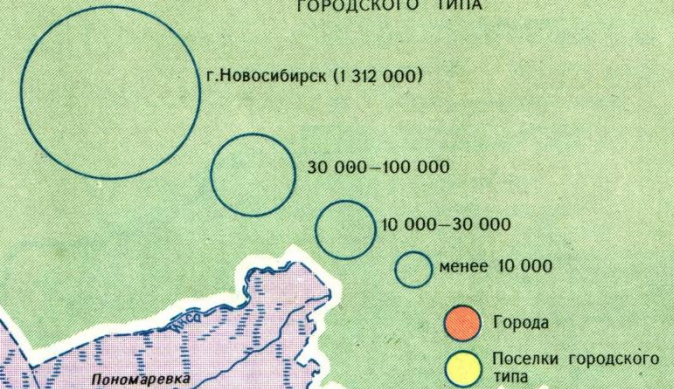 ГОРОДСКОГО ТИПА
г.Новосибирск (1 312 000)
30 000—100 000
10 000—30 000
менее 10 000
Города
Поселки городского
типа
Икса
Пономаревка